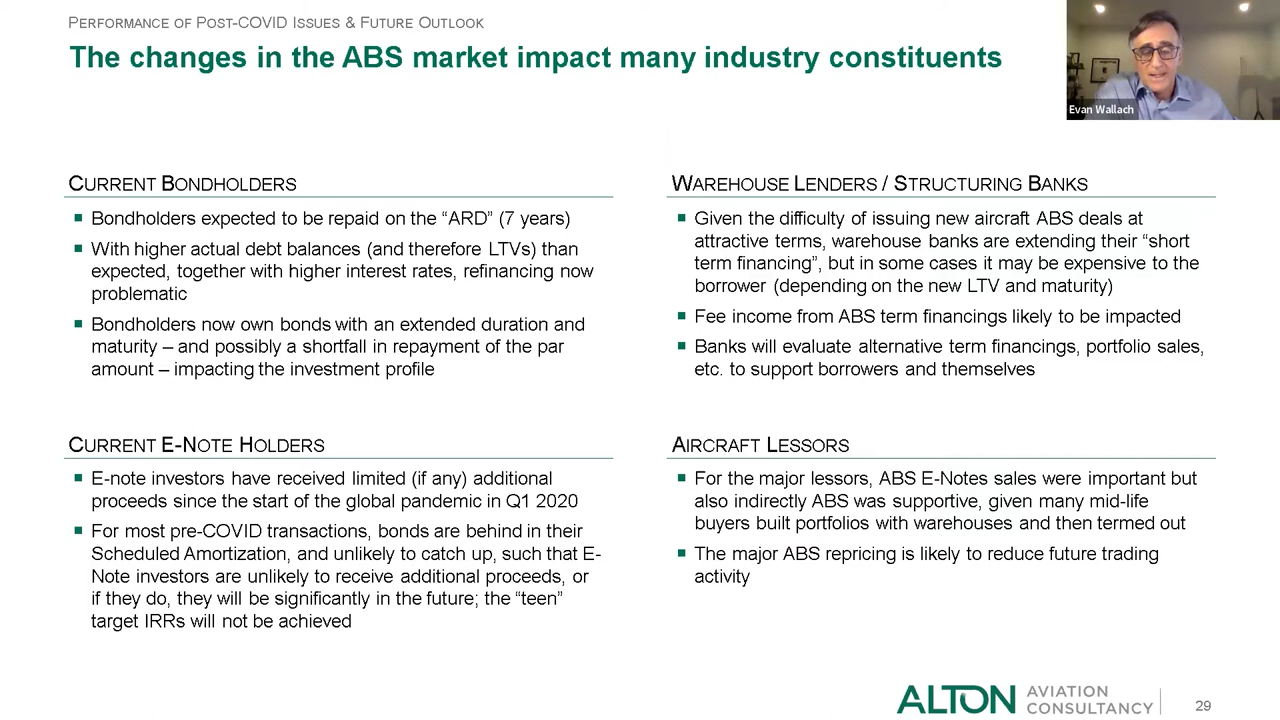 PERFORMANCE OF POST-COVID ISSUES & FUTURE OUTLOOK
The changes in the ABS market impact many industry constituents
Evan Wallach
CURRENT BONDHOLDERS
▪ Bondholders expected to be repaid on the “ARD” (7 years)
▪ With higher actual debt balances (and therefore LTVs) than
expected, together with higher interest rates, refinancing now
problematic
▪ Bondholders now own bonds with an extended duration and
maturity – and possibly a shortfall in repayment of the par
amount – impacting the investment profile
WAREHOUSE LENDERS / STRUCTURING BANKS
▪ Given the difficulty of issuing new aircraft ABS deals at
attractive terms, warehouse banks are extending their “short
term financing”, but in some cases it may be expensive to the
borrower (depending on the new LTV and maturity)
▪ Fee income from ABS term financings likely to be impacted
▪ Banks will evaluate alternative term financings, portfolio sales,
etc. to support borrowers and themselves
CURRENT E-NOTE HOLDERS
▪ E-note investors have received limited (if any) additional
proceeds since the start of the global pandemic in Q1 2020
▪ For most pre-COVID transactions, bonds are behind in their
Scheduled Amortization, and unlikely to catch up, such that E-
Note investors are unlikely to receive additional proceeds, or
if they do, they will be significantly in the future; the “teen”
target IRRs will not be achieved
AIRCRAFT LESSORS
▪ For the major lessors, ABS E-Notes sales were important but
also indirectly ABS was supportive, given many mid-life
buyers built portfolios with warehouses and then termed out
▪ The major ABS repricing is likely to reduce future trading
activity
ALTON AVIATION
CONSULTANCY
29